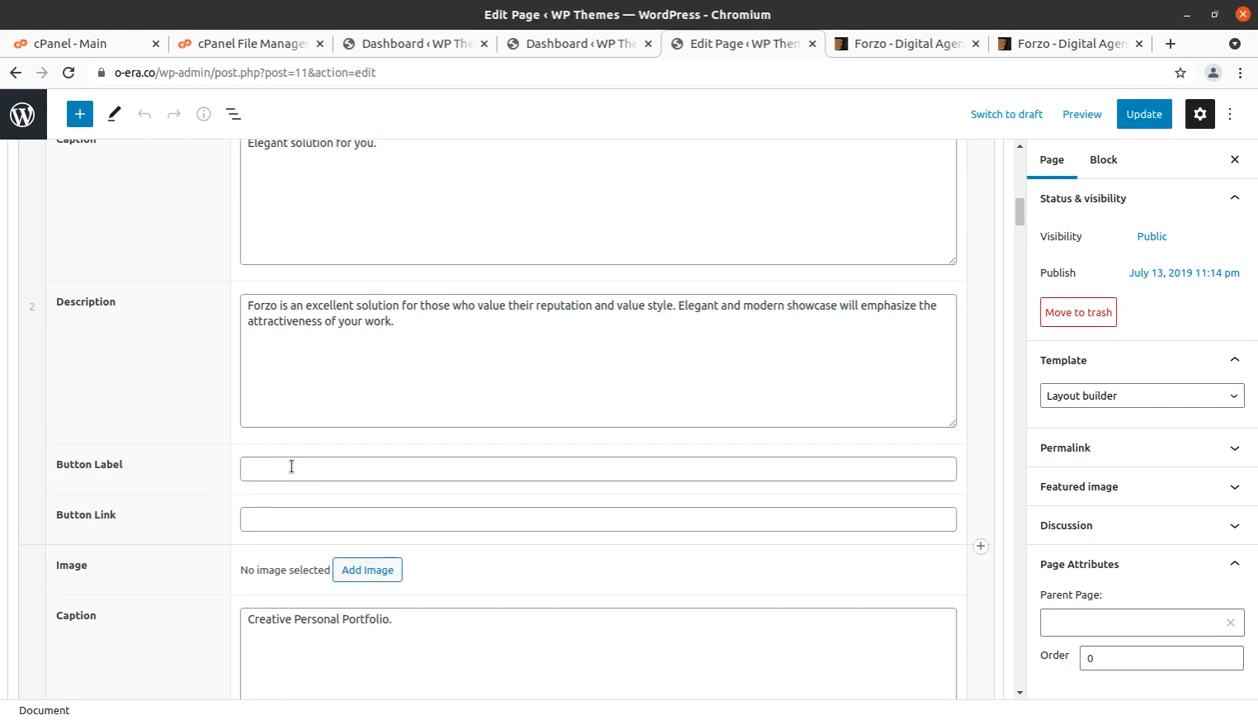 Edit Page ‹ WP Themes — WordPress - Chromium
cPanel - Main
cPanel File Manage
Dashboard ‹ WP The
Dashboard ‹ WP The
Edit Page ‹ WP Them
Forzo - Digital Agen
Forzo - Digital Agen
o-era.co/wp-admin/post.php?post=11&action=edit
Switch to draft
Preview
Update
Caption
Elegant solution for you.
2
Description
Forzo is an excellent solution for those who value their reputation and value style. Elegant and modern showcase will emphasize the
attractiveness of your work.
Button Label
Button Link
Image
No image selected
Add Image
Caption
Creative Personal Portfolio.
Page
Block
Status & visibility
Visibility
Public
Publish
July 13, 2019 11:14 pm
Move to trash
Template
Layout builder
Permalink
Featured image
Discussion
Page Attributes
Parent Page:
Order
0
Document